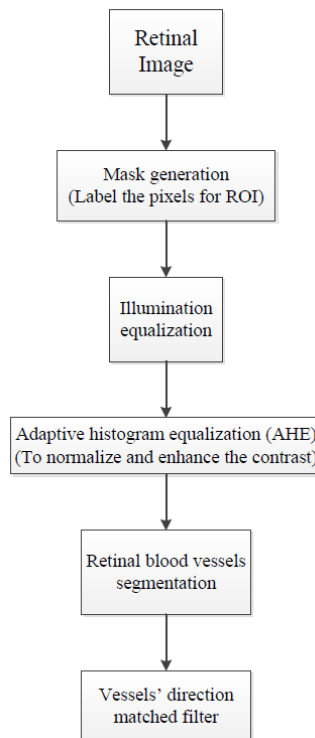 Retinal
Image
Mask generation
(Label the pixels for ROI)
Illumination
equalization
Adaptive histogram equalization (AHE)
(To normalize and enhance the contrast)
Retinal blood vessels
segmentation
Vessels’ direction
matched filter